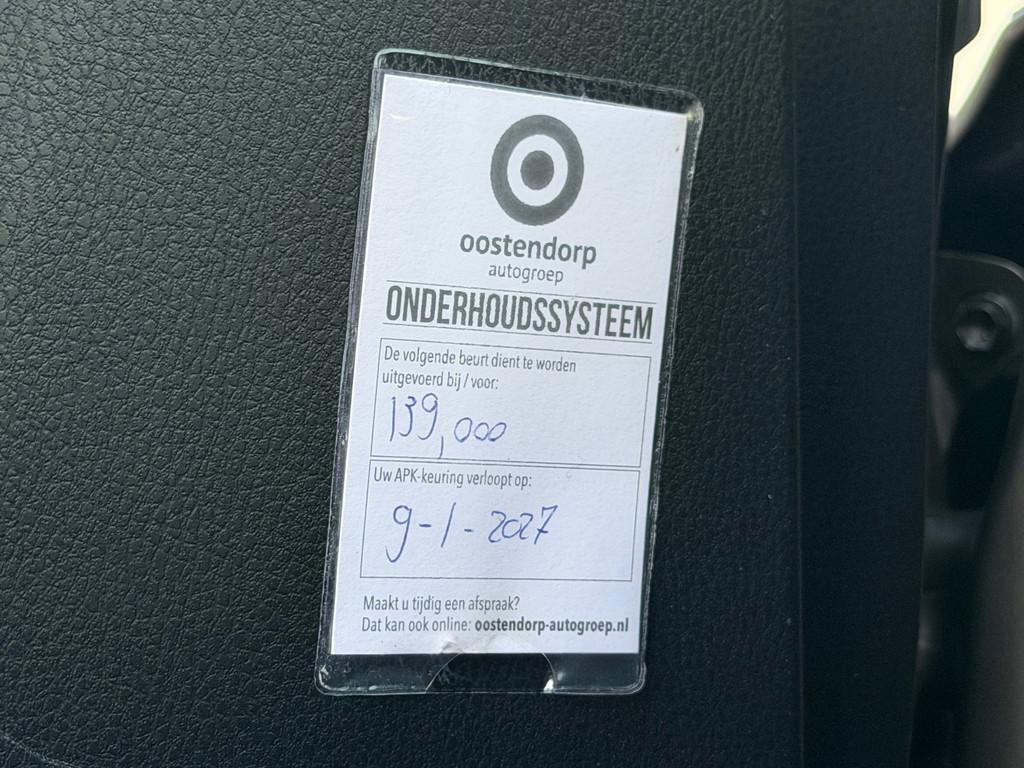 oostendorp
autogroep
ONDERHOUDSSYSTEEM
De volgende beurt dient te worden
uitgevoerd bij / voor:
139,000
Uw APK-keuring verloopt op:
9-1-2027
Maakt u tijdig een afspraak?
Dat kan ook online: oostendorp-autogroep.nl